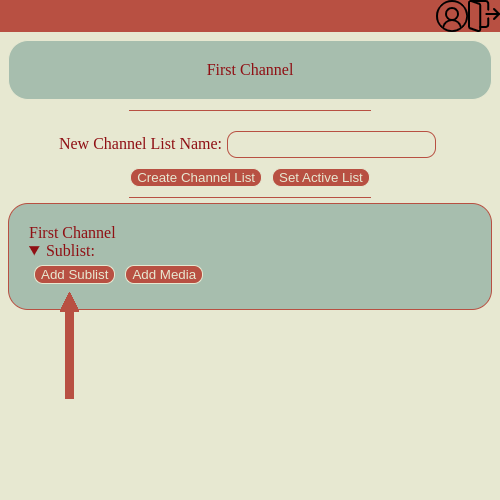 First Channel
New Channel List Name:
Create Channel List Set Active List
First Channel
Sublist:
Add Sublist Add Media